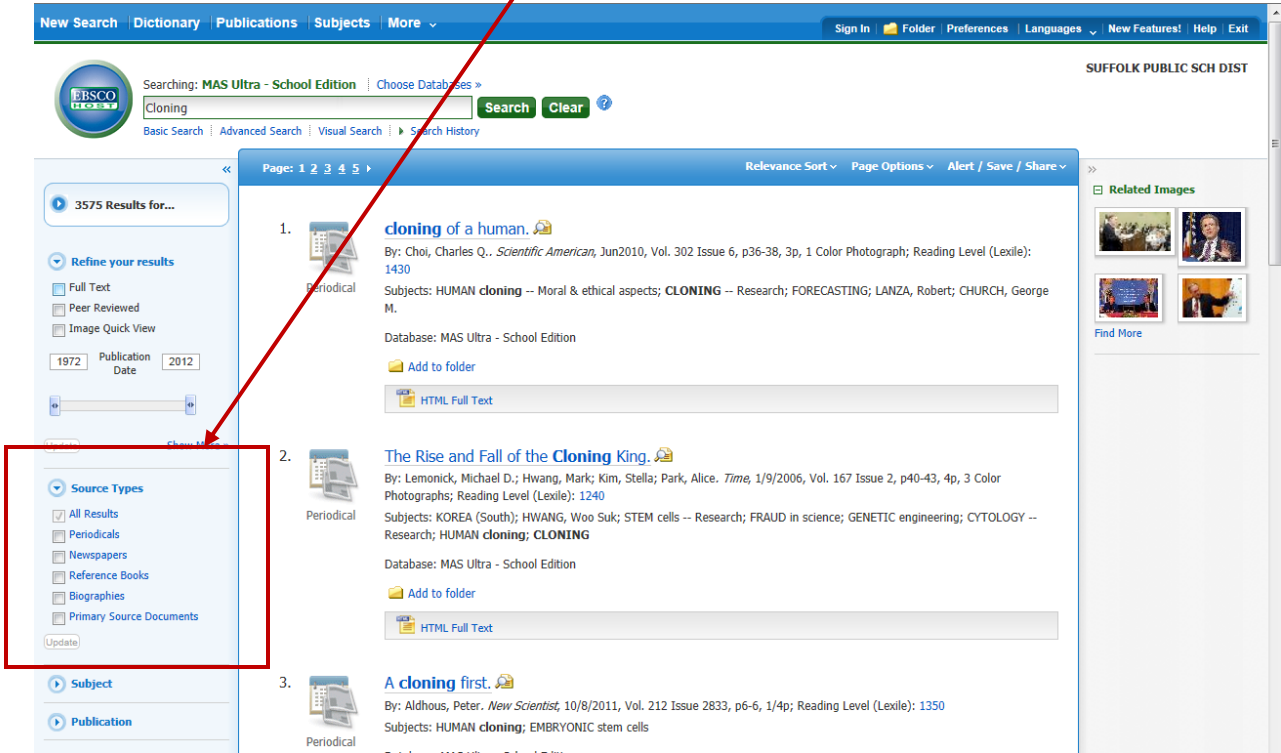 New Search Dictionary Publications Subjects More
Sign In Folder Preferences Languages New Features! Help Exit
SUFFOLK PUBLIC SCH DIST
EBSCO
HOST
Searching: MAS Ultra - School Edition Choose Databases »
Cloning
Search Clear ?
Basic Search Advanced Search Visual Search Search History
«
Page: 1 2 3 4 5
Relevance Sort Page Options Alert / Save / Share
»
3575 Results for...
Refine your results
Full Text
Peer Reviewed
Image Quick View
1972 Publication Date 2012
Update
Show More »
Source Types
All Results
Periodicals
Newspapers
Reference Books
Biographies
Primary Source Documents
Update
Subject
Publication
1.
Periodical
cloning of a human.
By: Choi, Charles Q.. Scientific American, Jun2010, Vol. 302 Issue 6, p36-38, 3p, 1 Color Photograph; Reading Level (Lexile):
1430
Subjects: HUMAN cloning -- Moral & ethical aspects; CLONING -- Research; FORECASTING; LANZA, Robert; CHURCH, George
M.
Database: MAS Ultra - School Edition
Add to folder
HTML Full Text
2.
Periodical
The Rise and Fall of the Cloning King.
By: Lemonick, Michael D.; Hwang, Mark; Kim, Stella; Park, Alice. Time, 1/9/2006, Vol. 167 Issue 2, p40-43, 4p, 3 Color
Photographs; Reading Level (Lexile): 1240
Subjects: KOREA (South); HWANG, Woo Suk; STEM cells -- Research; FRAUD in science; GENETIC engineering; CYTOLOGY --
Research; HUMAN cloning; CLONING
Database: MAS Ultra - School Edition
Add to folder
HTML Full Text
3.
Periodical
A cloning first.
By: Aldhous, Peter. New Scientist, 10/8/2011, Vol. 212 Issue 2833, p6-6, 1/4p; Reading Level (Lexile): 1350
Subjects: HUMAN cloning; EMBRYONIC stem cells
Related Images
Find More